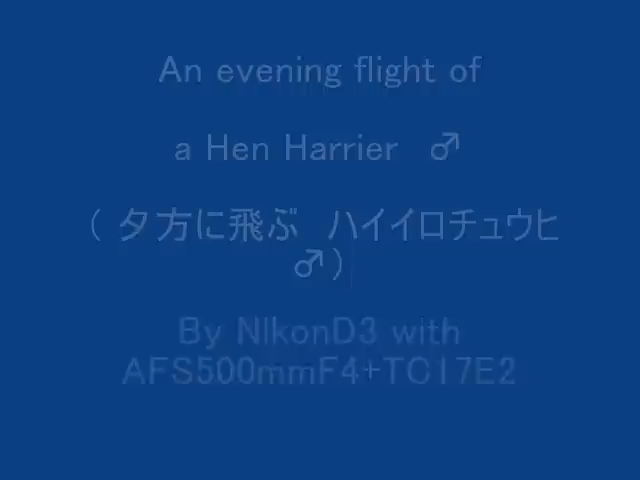 An evening flight of
a Hen Harrier ♂
( 夕方に飛ぶ ハイイロチュウヒ
♂)
By NIkonD3 with
AFS500mmF4+TC17E2